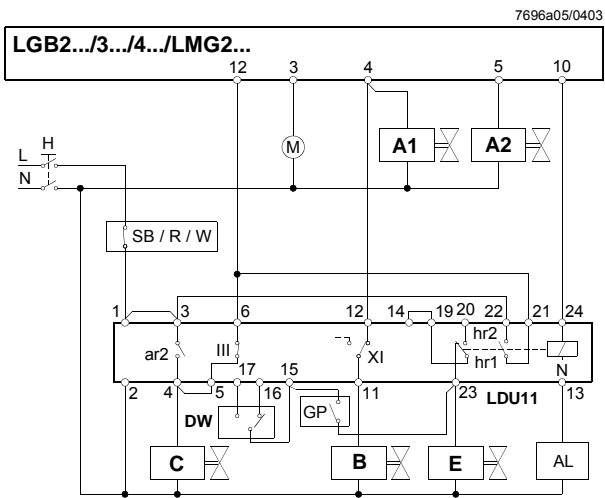 7696a05/0403
LGB2.../3.../4.../LMG2...
12 3 4 5 10
M A1 A2
H
L
N
SB / R / W
1 3 6 12 14 19 20 22 21 24
hr2
ar2 III XI hr1
N
17 15
2 4 5 16 11 23 LDU11 13
DW GP
C B E AL